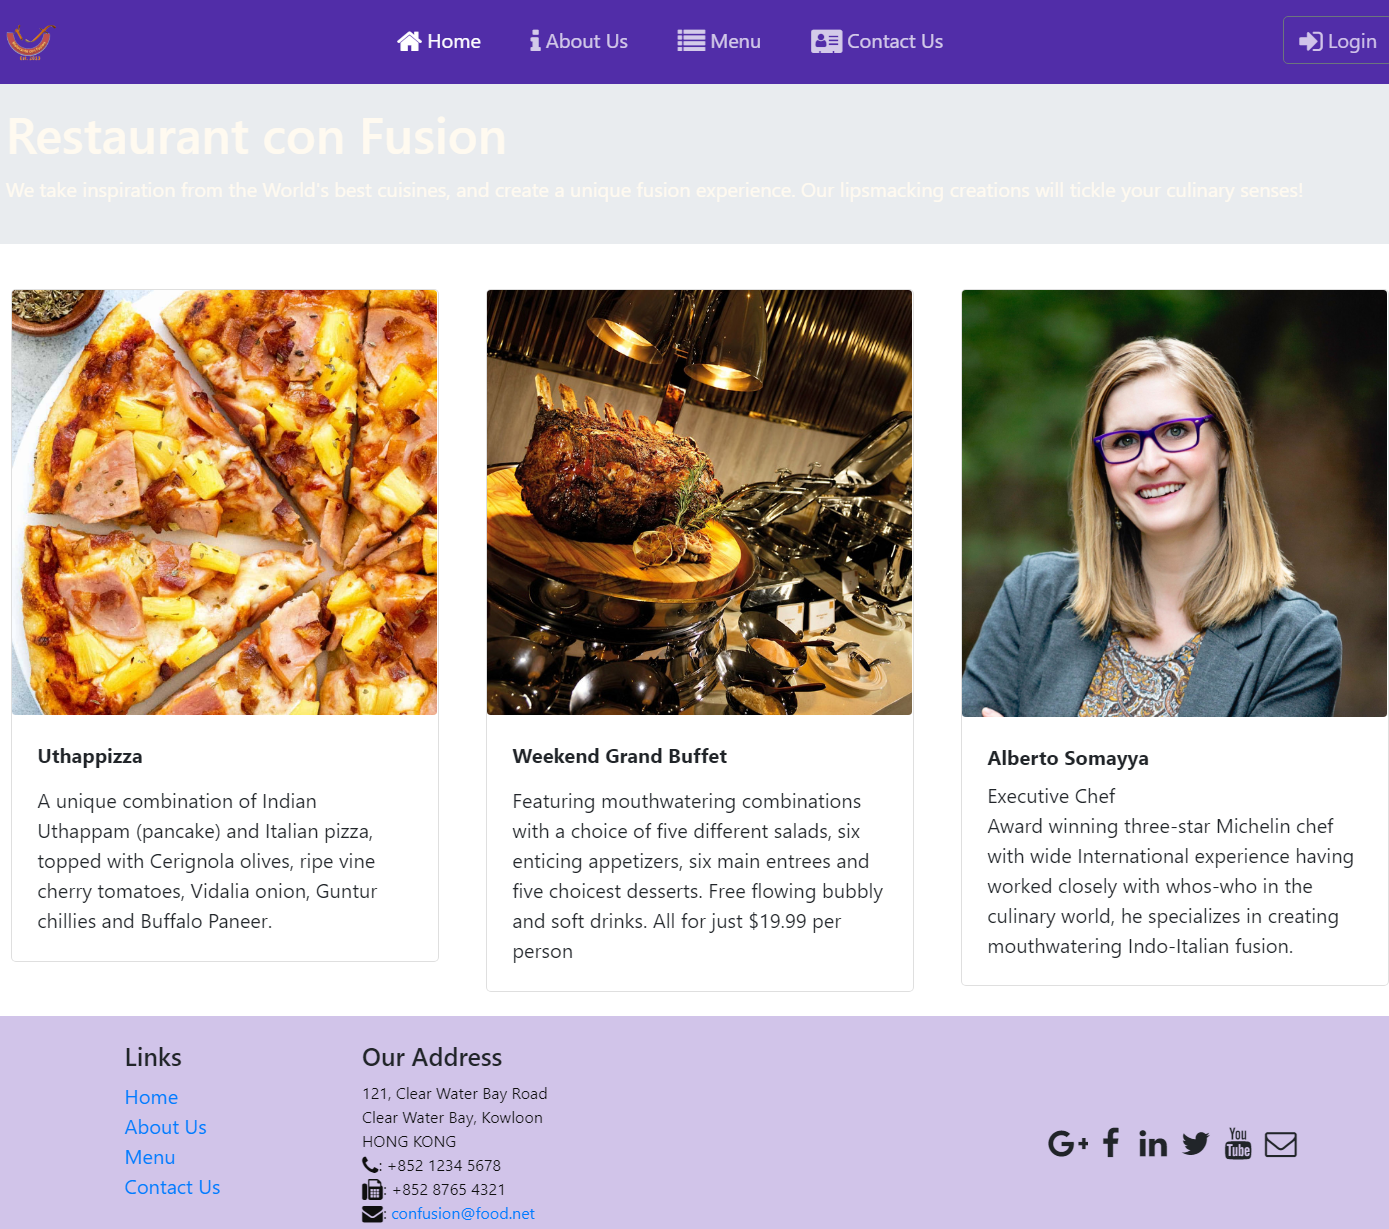 Est. 2023
Home
About Us
Menu
Contact Us
Login
Restaurant con Fusion
We take inspiration from the World's best cuisines, and create a unique fusion experience. Our lipsmacking creations will tickle your culinary senses!
Uthappizza
A unique combination of Indian
Uthappam (pancake) and Italian pizza,
topped with Cerignola olives, ripe vine
cherry tomatoes, Vidalia onion, Guntur
chillies and Buffalo Paneer.
Weekend Grand Buffet
Featuring mouthwatering combinations
with a choice of five different salads, six
enticing appetizers, six main entrees and
five choicest desserts. Free flowing bubbly
and soft drinks. All for just $19.99 per
person
Alberto Somayya
Executive Chef
Award winning three-star Michelin chef
with wide International experience having
worked closely with whos-who in the
culinary world, he specializes in creating
mouthwatering Indo-Italian fusion.
Links
Home
About Us
Menu
Contact Us
Our Address
121, Clear Water Bay Road
Clear Water Bay, Kowloon
HONG KONG
: +852 1234 5678
: +852 8765 4321
: confusion@food.net
G+ f in You Tube